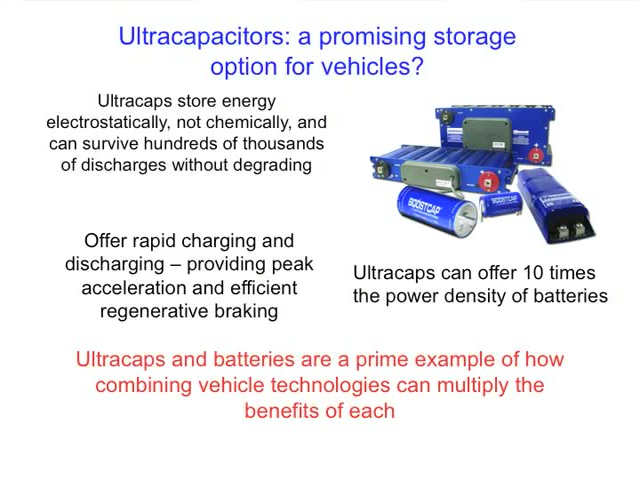 Ultracapacitors: a promising storage
option for vehicles?
Ultracaps store energy
electrostatically, not chemically, and
can survive hundreds of thousands
of discharges without degrading
BOOSTCAP
BOOSTCAP
Offer rapid charging and
discharging – providing peak
acceleration and efficient
regenerative braking
Ultracaps can offer 10 times
the power density of batteries
Ultracaps and batteries are a prime example of how
combining vehicle technologies can multiply the
benefits of each